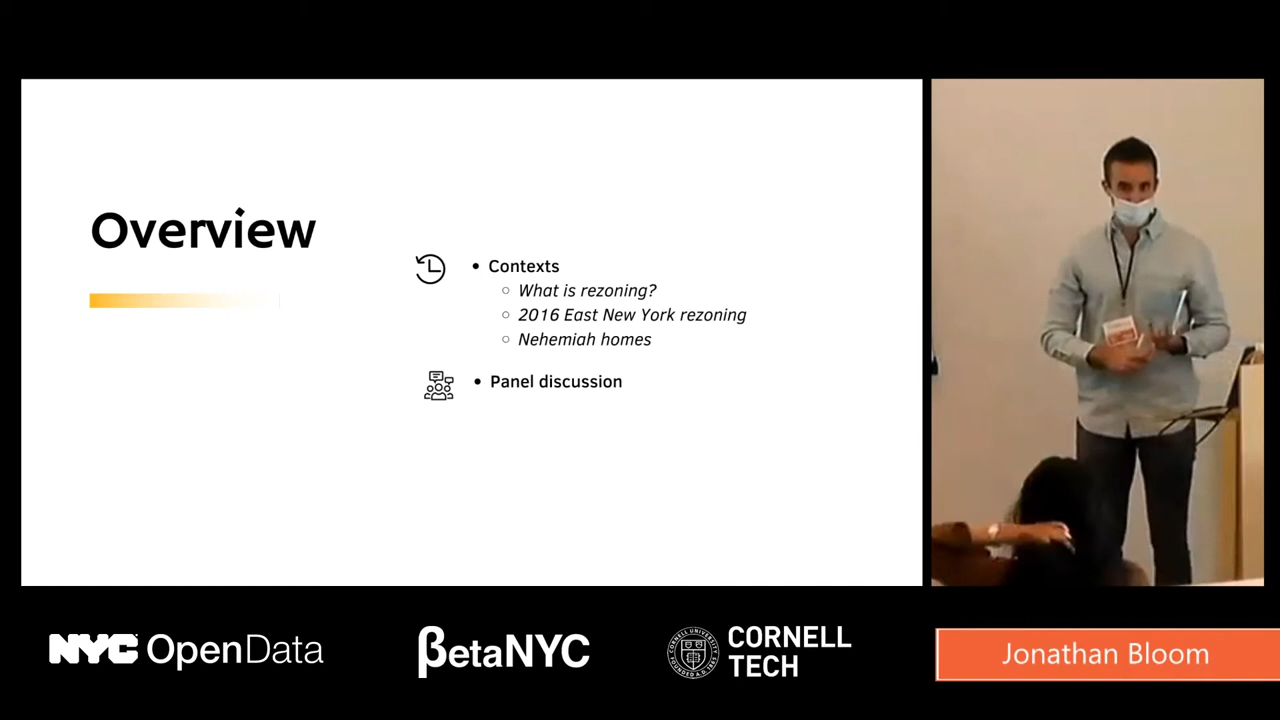 Overview
• Contexts
○ What is rezoning?
○ 2016 East New York rezoning
○ Nehemiah homes
• Panel discussion
NYC OpenData
βetaNYC
CORNELL
TECH
Jonathan Bloom